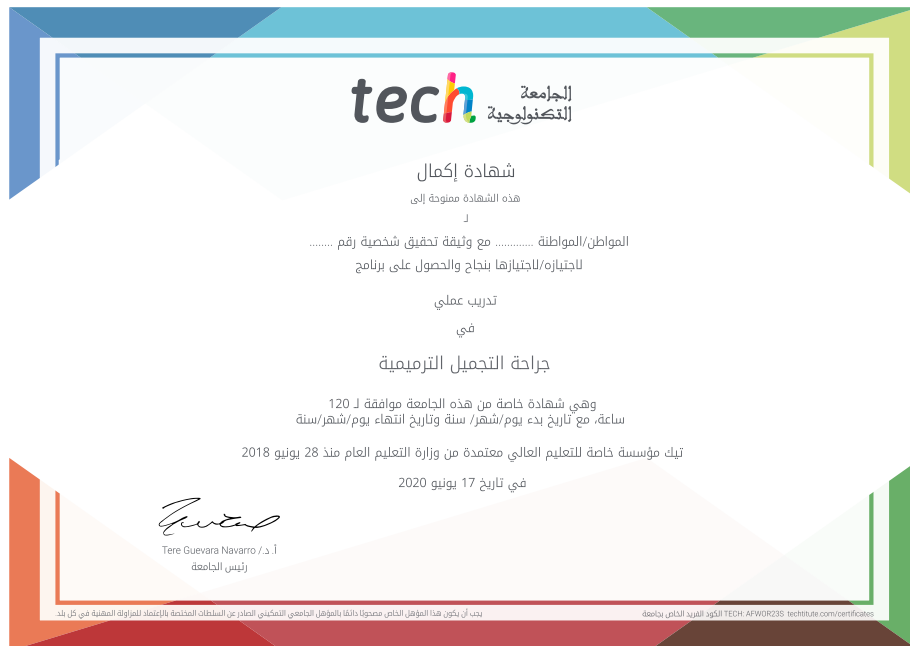 tech
الجامعة
التكنولوجية
شهادة إكمال
هذه الشهادة ممنوحة إلى
لـ
المواطن/المواطنة ............. مع وثيقة تحقيق شخصية رقم ........
لاجتيازه/لاجتيازها بنجاح والحصول على برنامج
تدريب عملي
في
جراحة التجميل الترميمية
وهي شهادة خاصة من هذه الجامعة موافقة لـ 120
ساعة، مع تاريخ بدء يوم/شهر/ سنة وتاريخ انتهاء يوم/شهر/سنة
تيك مؤسسة خاصة للتعليم العالي معتمدة من وزارة التعليم العام منذ 28 يونيو 2018
في تاريخ 17 يونيو 2020
أ. د./ Tere Guevara Navarro
رئيس الجامعة
يجب أن يكون هذا المؤهل الخاص مصحوبًا دائمًا بالمؤهل الجامعي التمكيني الصادر عن السلطات المختصة بالإعتماد للمزاولة المهنية في كل بلد.
الكود الفريد الخاص بجامعة TECH: AFWOR23S techtitute.com/certificates